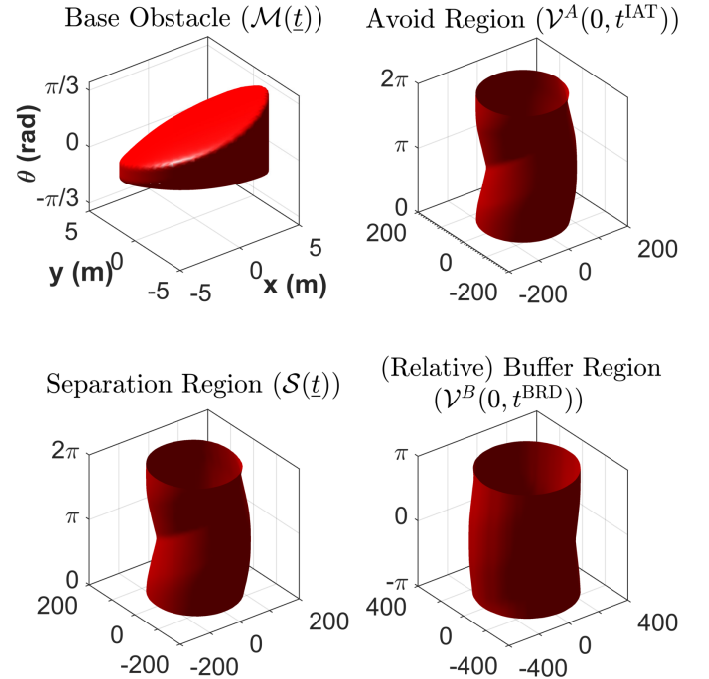 Base Obstacle (𝓜(t̲))
π/3
0
-π/3
θ (rad)
5
0
-5
y (m)
-5
0
5
x (m)
Avoid Region (𝒱^A(0, t^IAT))
2π
π
0
200
0
-200
-200
0
200
Separation Region (𝒮(t̲))
2π
π
0
200
0
-200
-200
0
200
(Relative) Buffer Region
(𝒱^B(0, t^BRD))
π
0
-π
400
0
-400
-400
0
400